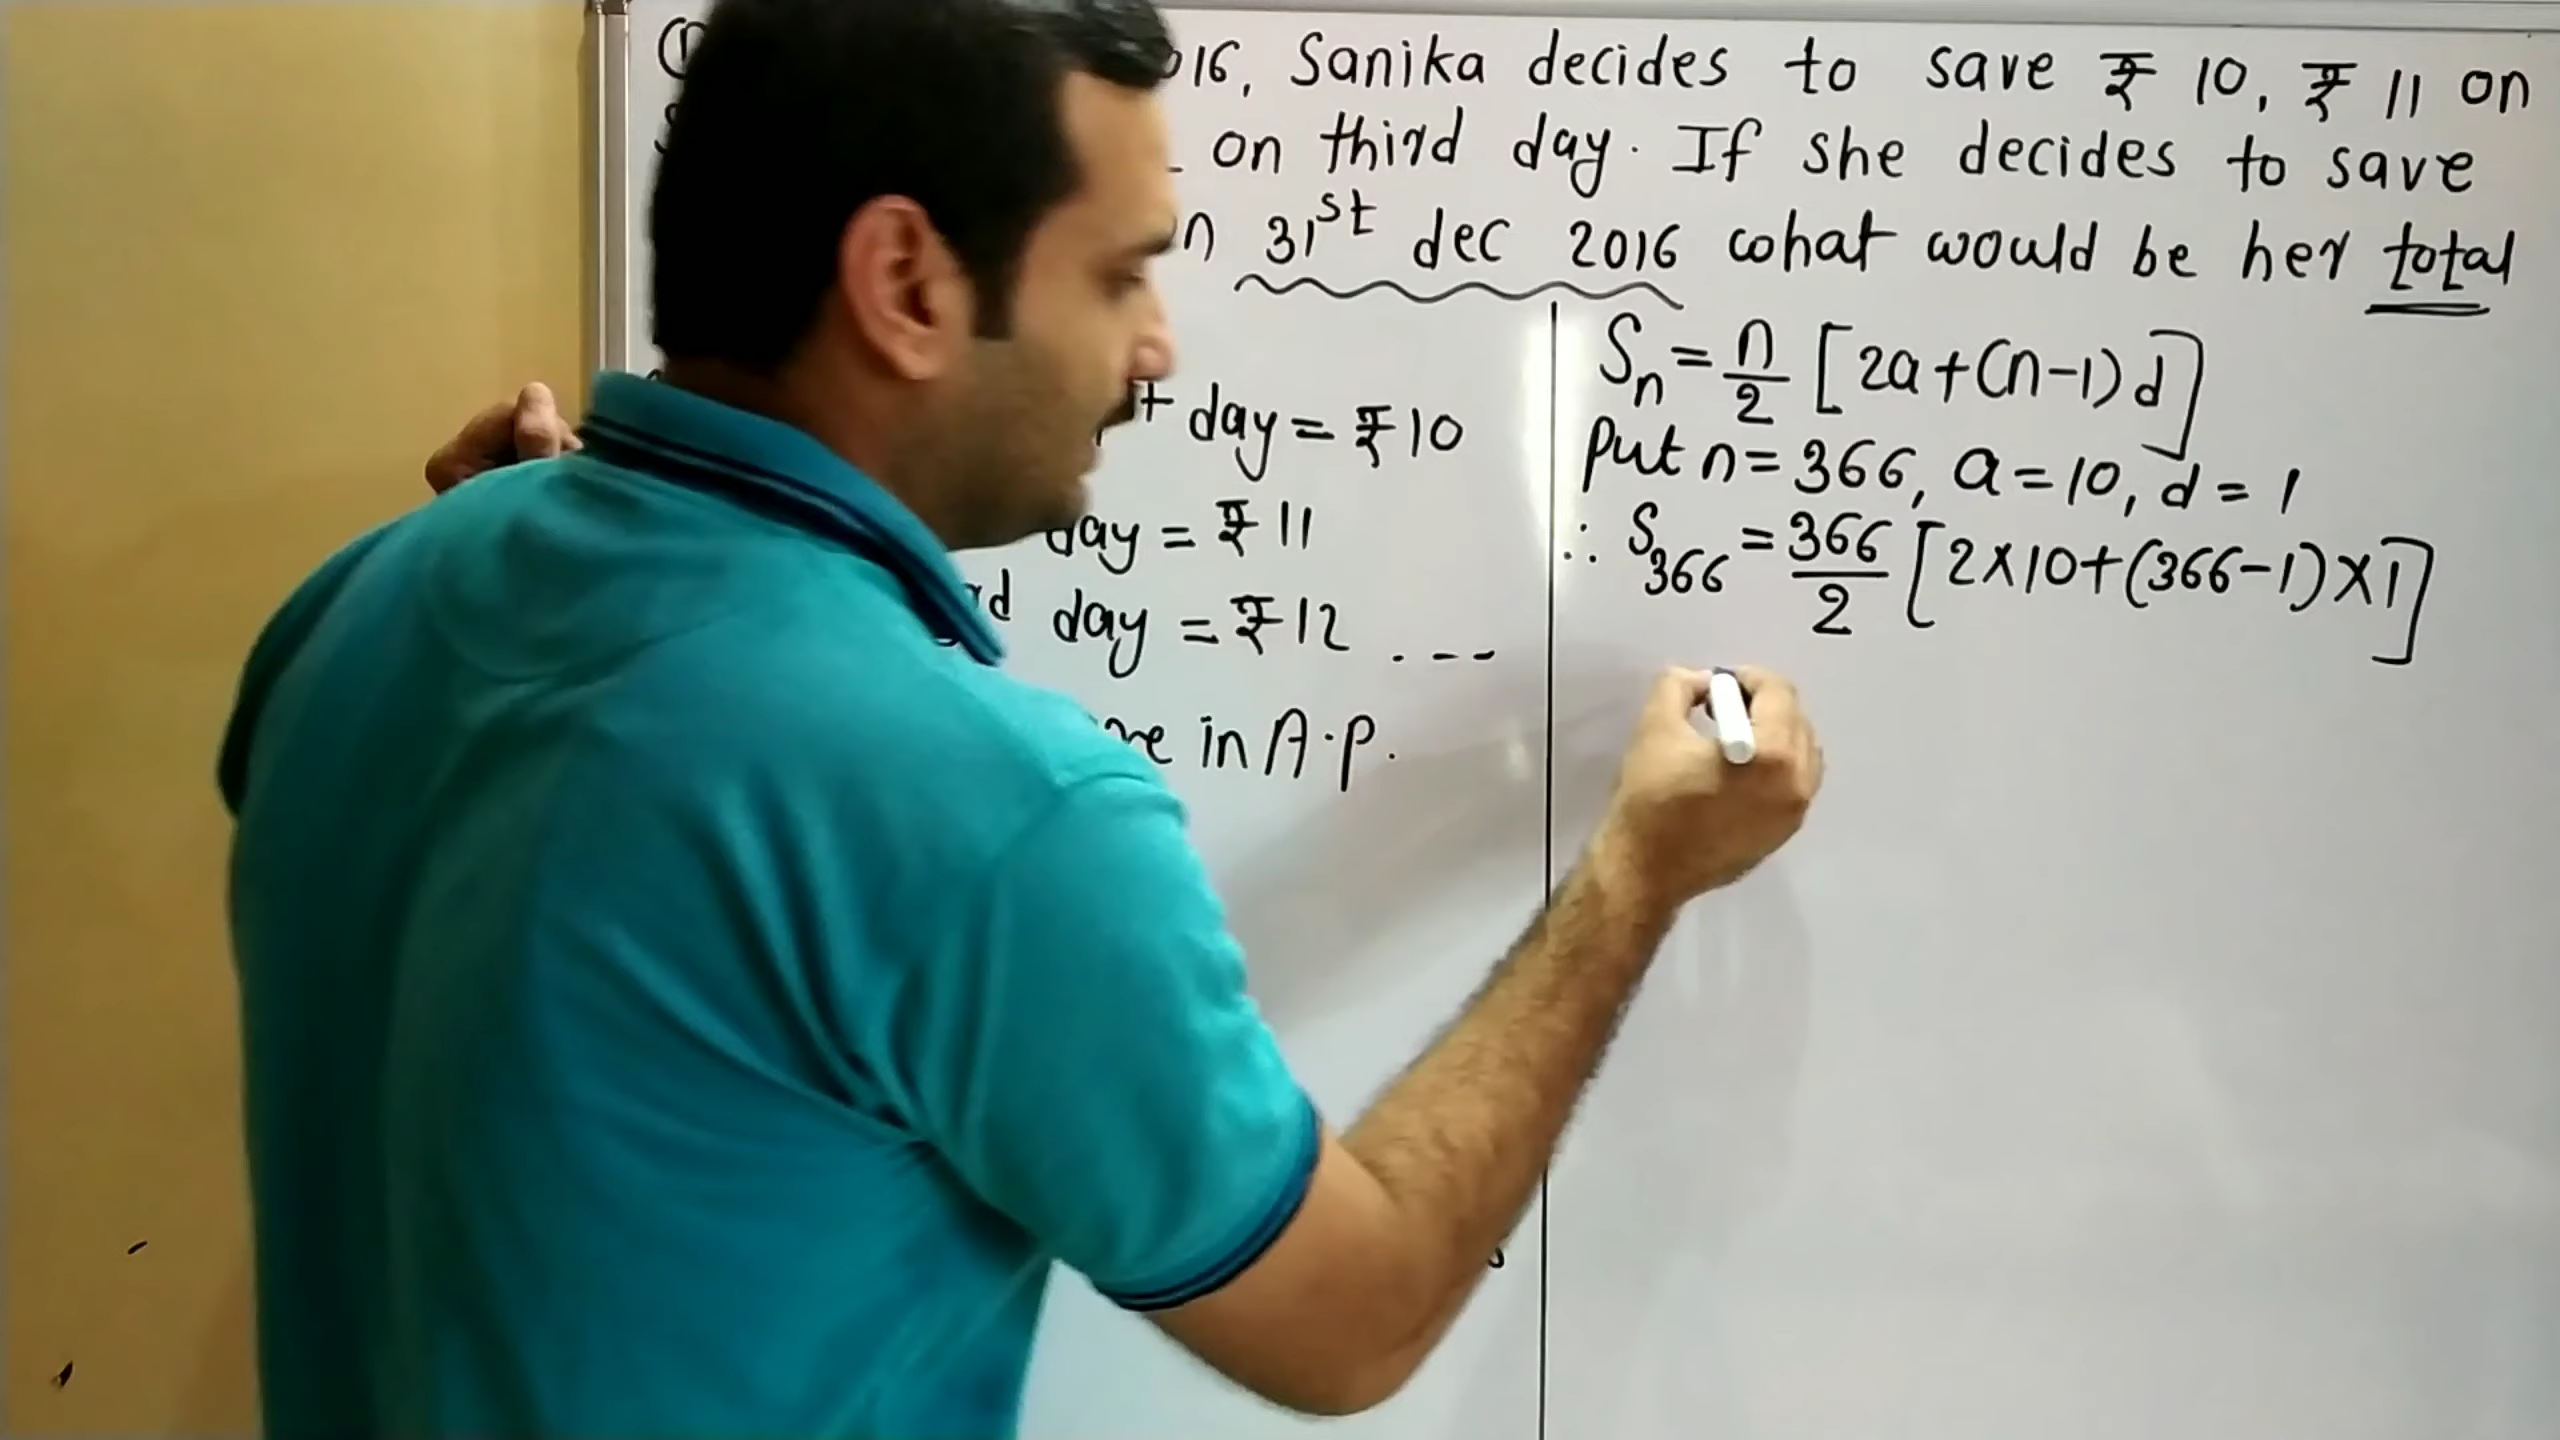 016, Sanika decides to save ₹ 10, ₹ 11 on
on third day. If she decides to save
31st dec 2016 what would be her total
day = ₹10
day = ₹11
day = ₹12 . ---
in A.P.
Sn = n/2 [2a+(n-1)d]
Put n = 366, a = 10, d = 1
∴ S366 = 366/2 [2×10+(366-1)×1]